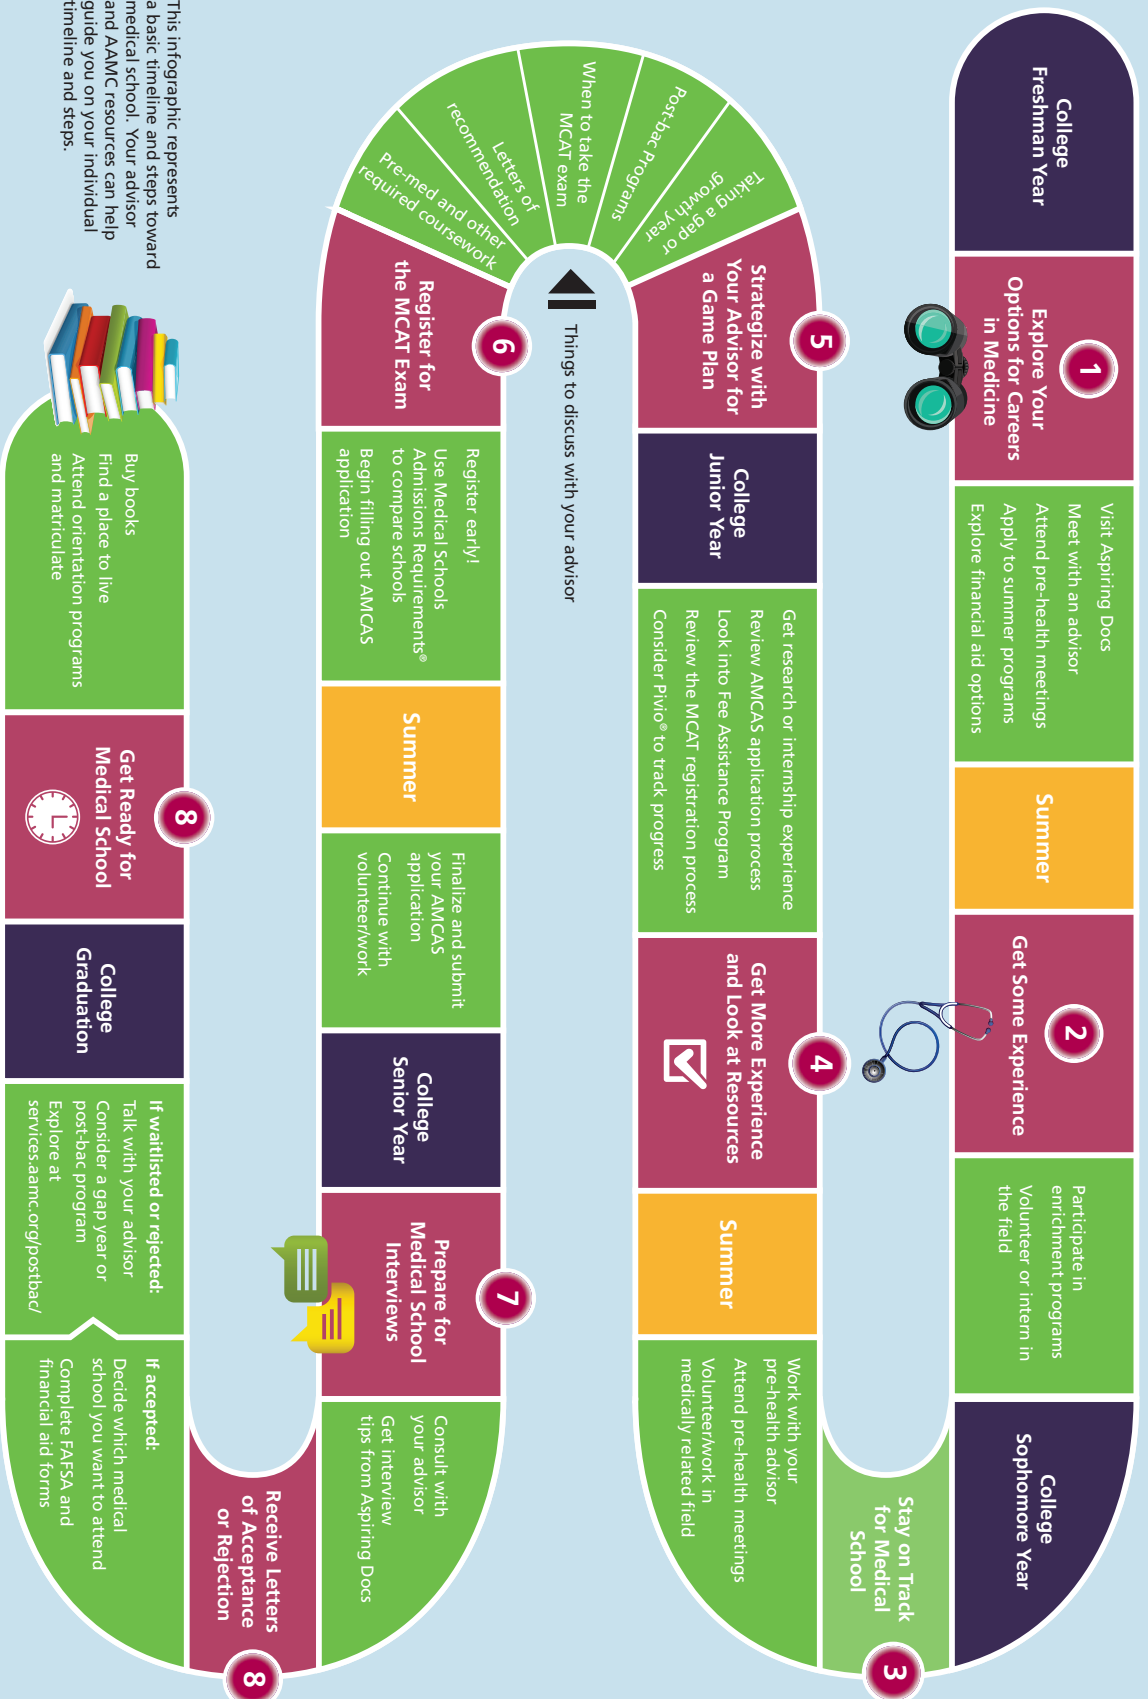 College
Freshman Year
1
Explore Your
Options for Careers
in Medicine
Visit Aspiring Docs
Meet with an advisor
Attend pre-health meetings
Apply to summer programs
Explore financial aid options
Summer
2
Get Some Experience
Participate in
enrichment programs
Volunteer or intern in
the field
College
Sophomore Year
Stay on Track
for Medical
School
3
Work with your
pre-health advisor
Attend pre-health meetings
Volunteer/work in
medically related field
Summer
4
Get More Experience
and Look at Resources
Get research or internship experience
Review AMCAS application process
Look into Fee Assistance Program
Review the MCAT registration process
Consider Pivio® to track progress
College
Junior Year
5
Strategize with
Your Advisor for
a Game Plan
Taking a gap or
growth year
Post-bac Programs
When to take the
MCAT exam
Letters of
recommendation
Pre-med and other
required coursework
Things to discuss with your advisor
6
Register for
the MCAT Exam
Register early!
Use Medical Schools
Admissions Requirements®
to compare schools
Begin filling out AMCAS
application
Summer
Finalize and submit
your AMCAS
application
Continue with
volunteer/work
College
Senior Year
7
Prepare for
Medical School
Interviews
Consult with
your advisor
Get interview
tips from Aspiring Docs
Receive Letters
of Acceptance
or Rejection
8
If accepted:
Decide which medical
school you want to attend
Complete FAFSA and
financial aid forms
If waitlisted or rejected:
Talk with your advisor
Consider a gap year or
post-bac program
Explore at
services.aamc.org/postbac/
College
Graduation
8
Get Ready for
Medical School
Buy books
Find a place to live
Attend orientation programs
and matriculate
This infographic represents
a basic timeline and steps toward
medical school. Your advisor
and AAMC resources can help
guide you on your individual
timeline and steps.